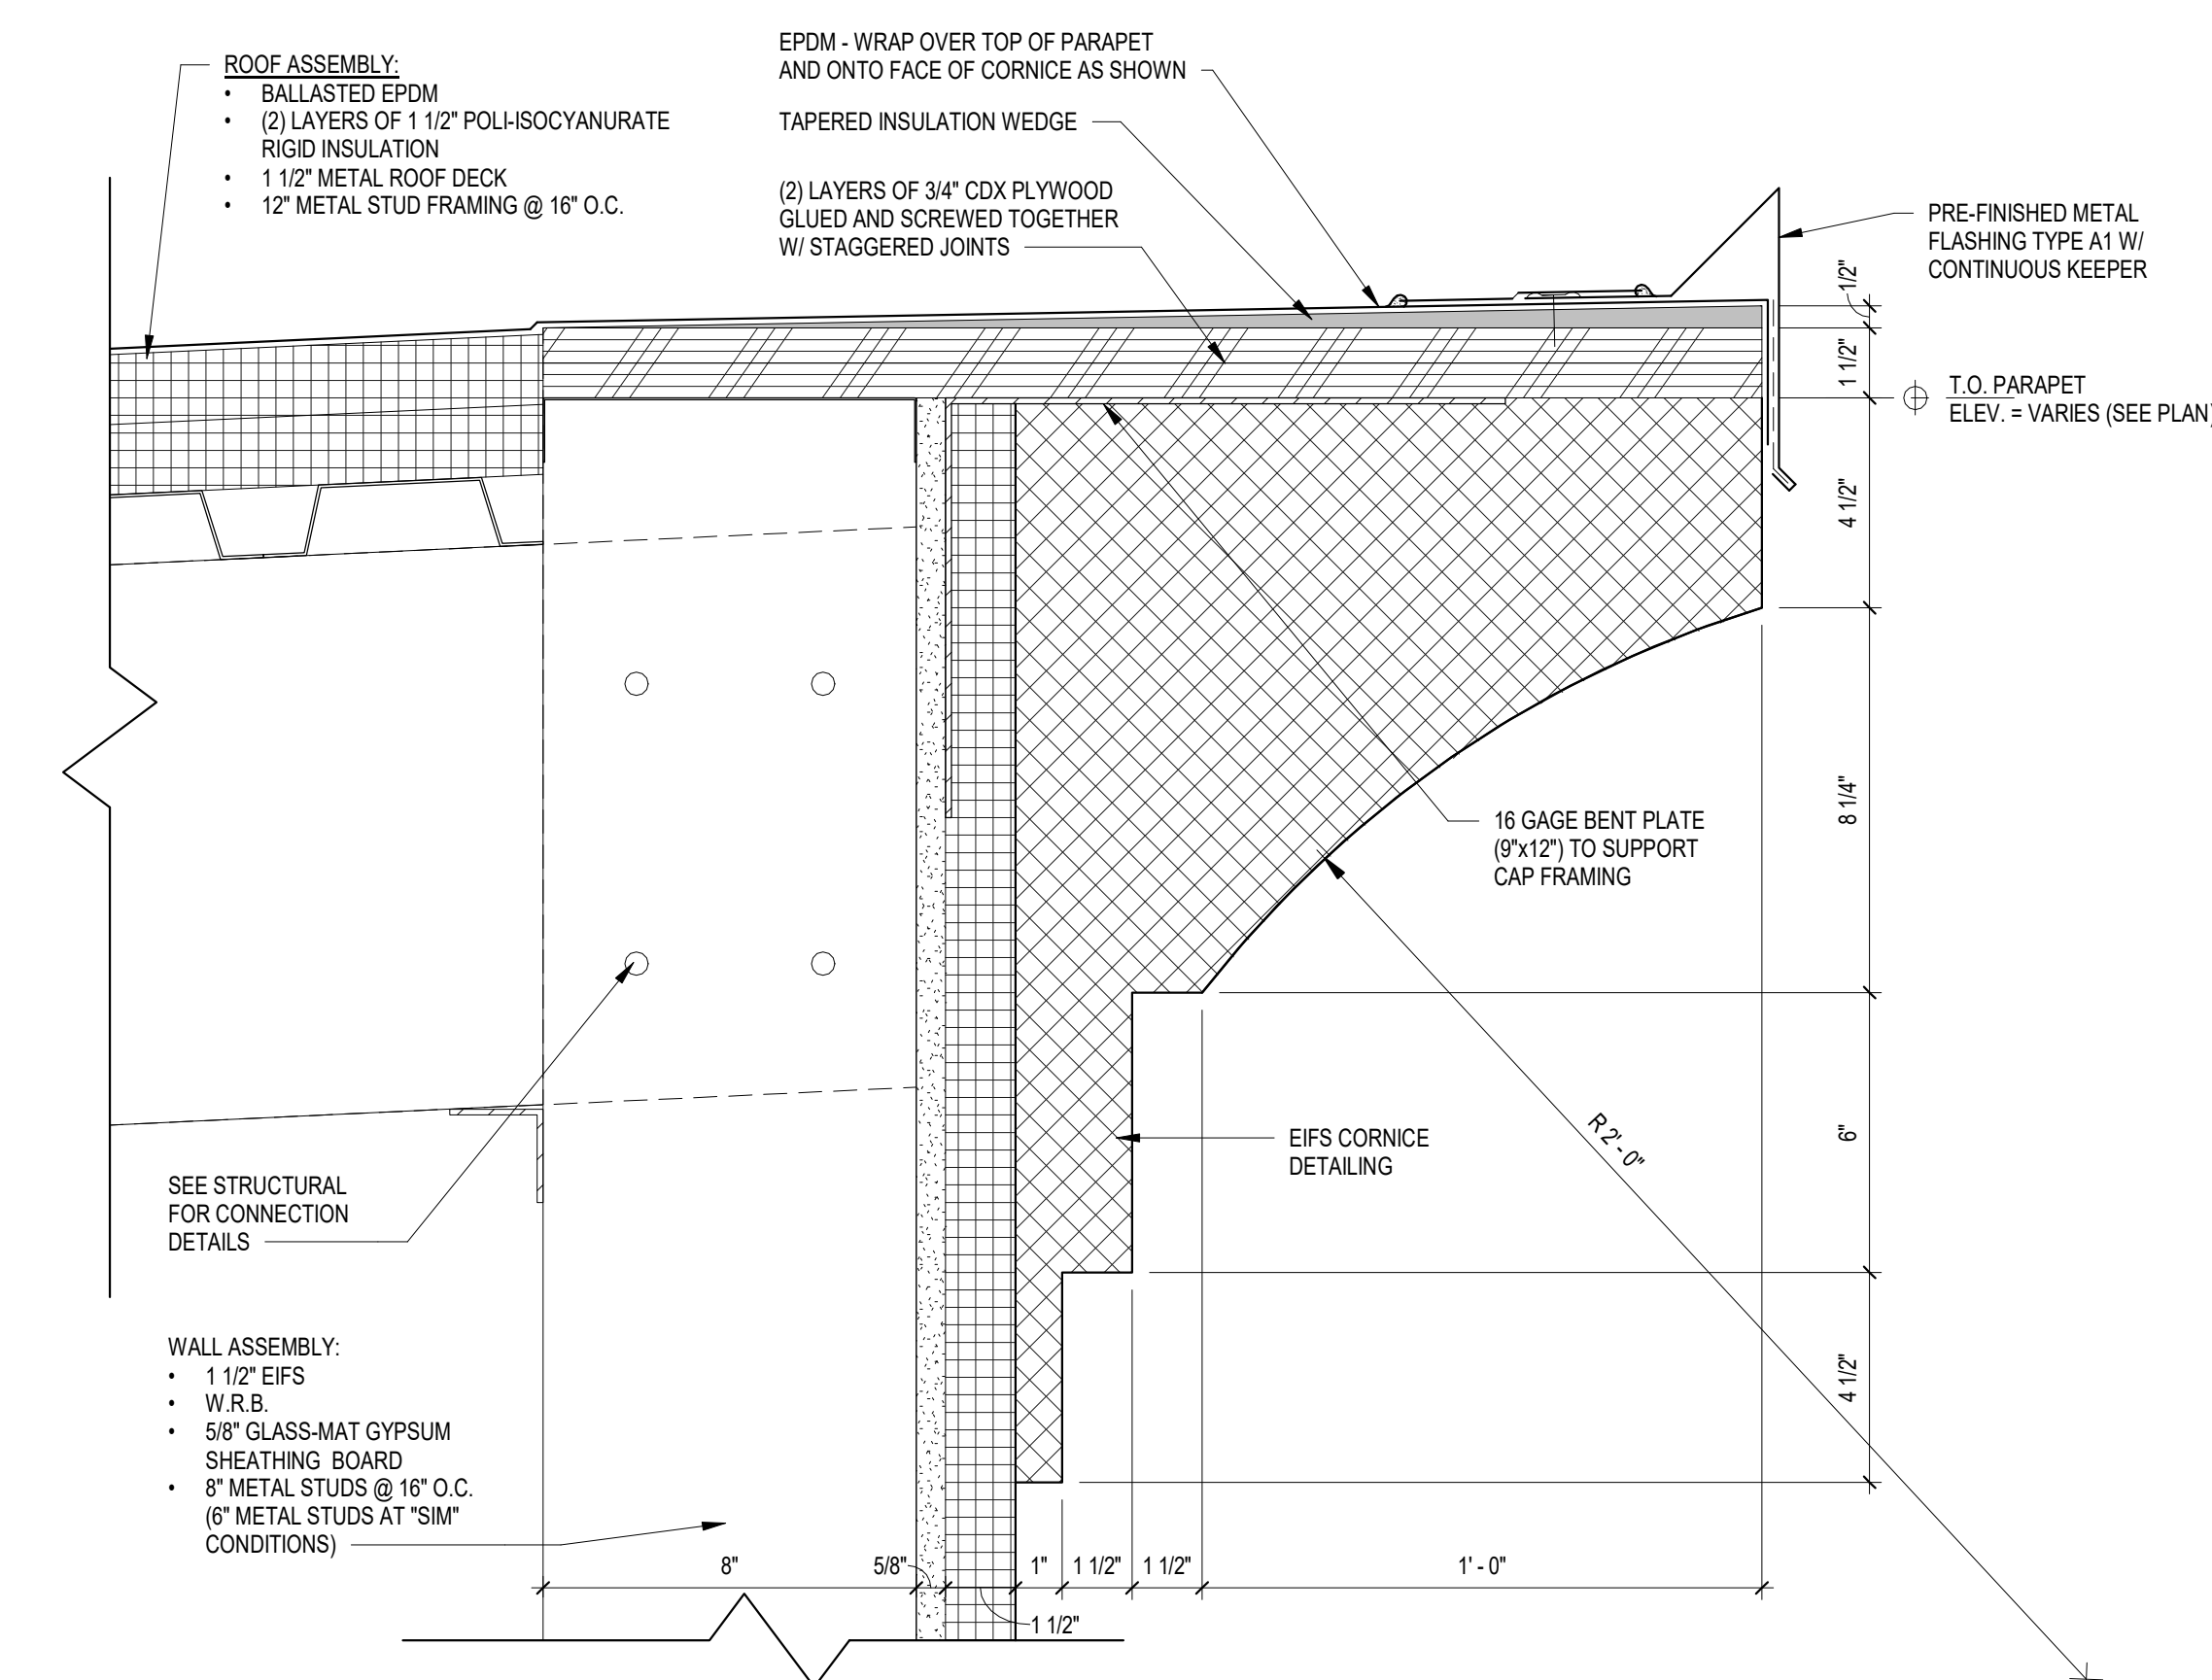 ROOF ASSEMBLY:
• BALLASTED EPDM
• (2) LAYERS OF 1 1/2" POLI-ISOCYANURATE
RIGID INSULATION
• 1 1/2" METAL ROOF DECK
• 12" METAL STUD FRAMING @ 16" O.C.
EPDM - WRAP OVER TOP OF PARAPET
AND ONTO FACE OF CORNICE AS SHOWN
TAPERED INSULATION WEDGE
(2) LAYERS OF 3/4" CDX PLYWOOD
GLUED AND SCREWED TOGETHER
W/ STAGGERED JOINTS
PRE-FINISHED METAL
FLASHING TYPE A1 W/
CONTINUOUS KEEPER
1/2"
1 1/2"
T.O. PARAPET
ELEV. = VARIES (SEE PLAN)
4 1/2"
8 1/4"
16 GAGE BENT PLATE
(9"x12") TO SUPPORT
CAP FRAMING
6"
R 2' - 0"
EIFS CORNICE
DETAILING
SEE STRUCTURAL
FOR CONNECTION
DETAILS
4 1/2"
WALL ASSEMBLY:
• 1 1/2" EIFS
• W.R.B.
• 5/8" GLASS-MAT GYPSUM
SHEATHING BOARD
• 8" METAL STUDS @ 16" O.C.
(6" METAL STUDS AT "SIM"
CONDITIONS)
8"
5/8"
1"
1 1/2"
1 1/2"
1' - 0"
1 1/2"